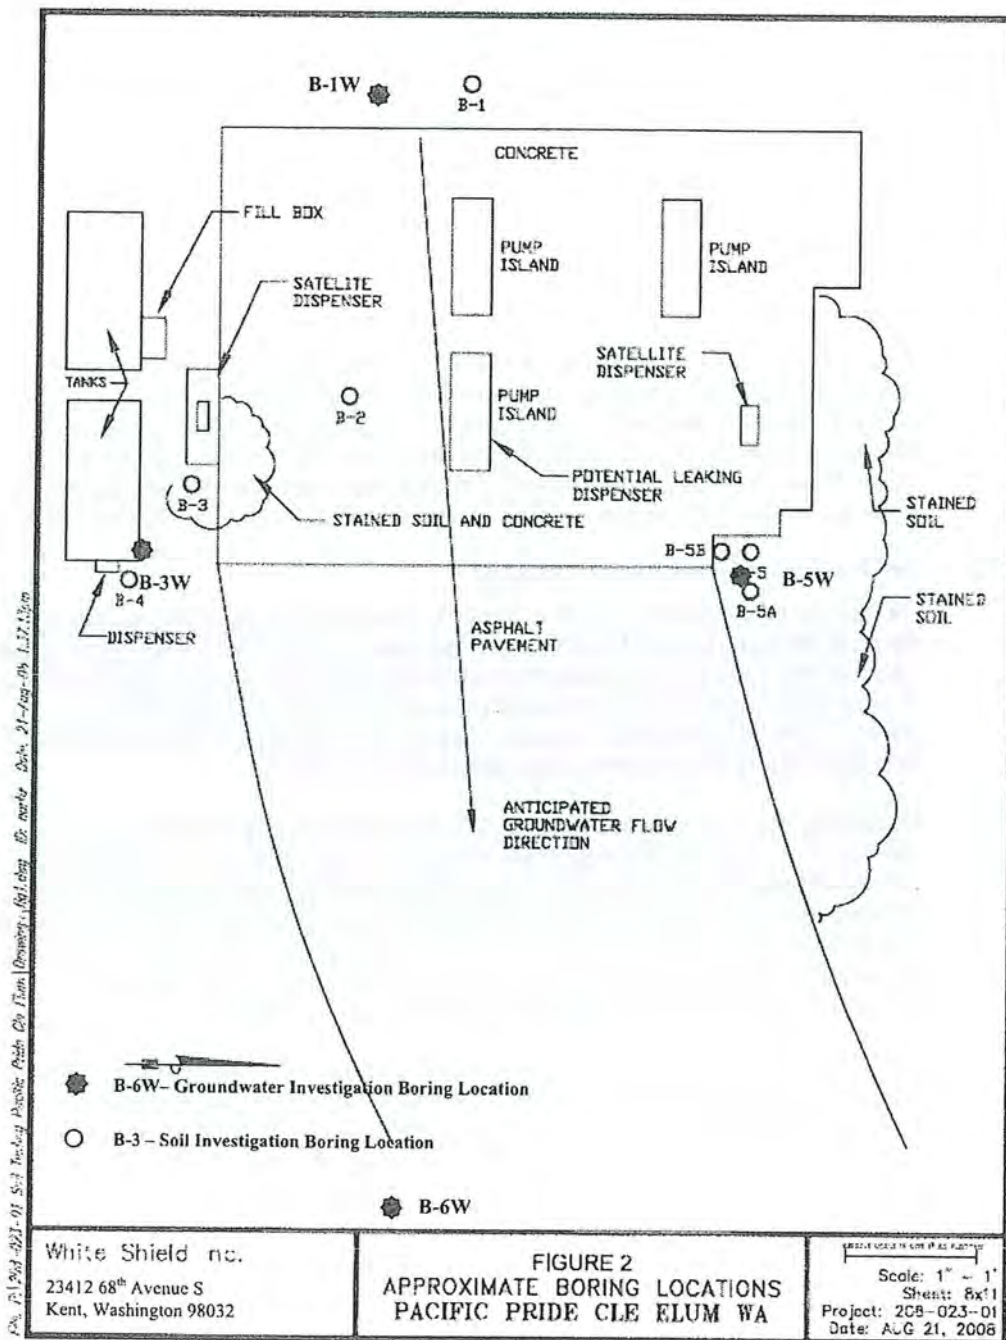 B-1W
B-1
CONCRETE
FILL BOX
PUMP
ISLAND
PUMP
ISLAND
SATELITE
DISPENSER
SATELLITE
DISPENSER
TANKS
B-2
PUMP
ISLAND
POTENTIAL LEAKING
DISPENSER
B-3
STAINED SOIL AND CONCRETE
STAINED
SOIL
B-5B
B-3W
B-4
B-5W
B-5A
DISPENSER
STAINED
SOIL
ASPHALT
PAVEMENT
ANTICIPATED
GROUNDWATER FLOW
DIRECTION
B-6W– Groundwater Investigation Boring Location
B-3 – Soil Investigation Boring Location
B-6W
White Shield nc.
23412 68th Avenue S
Kent, Washington 98032
FIGURE 2
APPROXIMATE BORING LOCATIONS
PACIFIC PRIDE CLE ELUM WA
Scale: 1" ~ 1'
Sheet: 8x11
Project: 208-023-01
Date: AUG 21, 2008